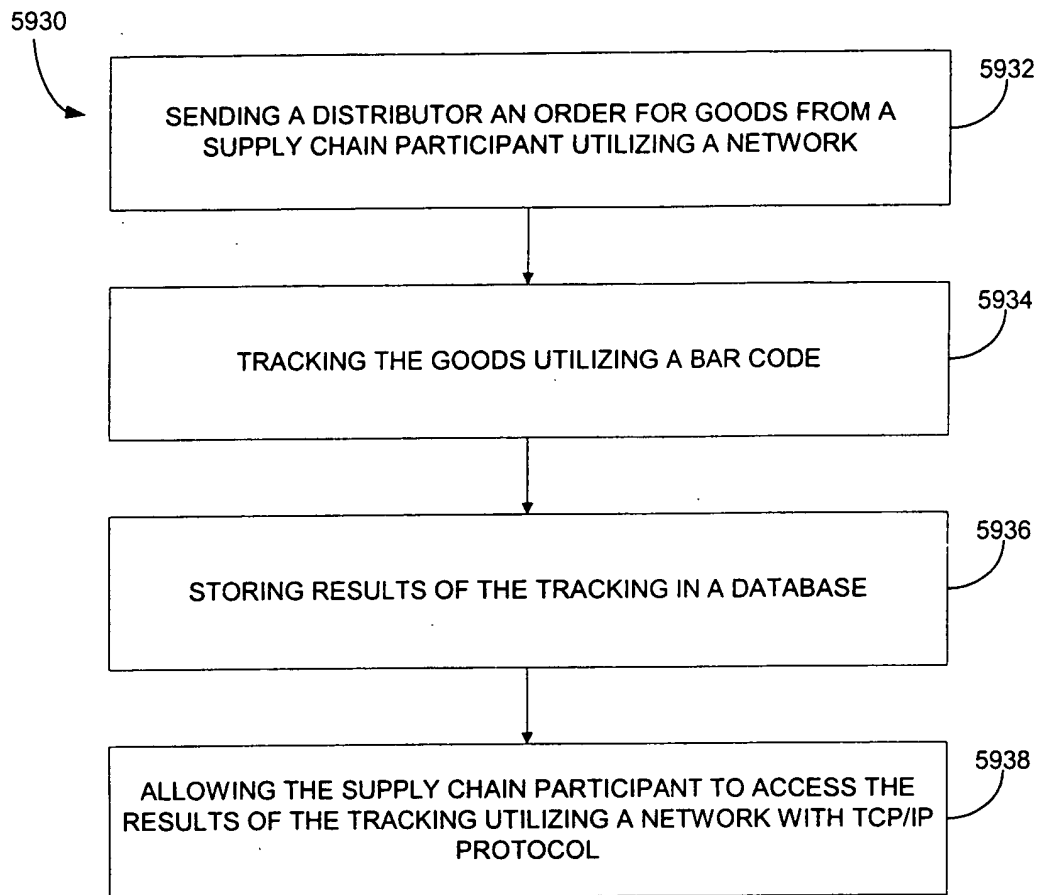 5930
5932
SENDING A DISTRIBUTOR AN ORDER FOR GOODS FROM A
SUPPLY CHAIN PARTICIPANT UTILIZING A NETWORK
5934
TRACKING THE GOODS UTILIZING A BAR CODE
5936
STORING RESULTS OF THE TRACKING IN A DATABASE
5938
ALLOWING THE SUPPLY CHAIN PARTICIPANT TO ACCESS THE
RESULTS OF THE TRACKING UTILIZING A NETWORK WITH TCP/IP
PROTOCOL